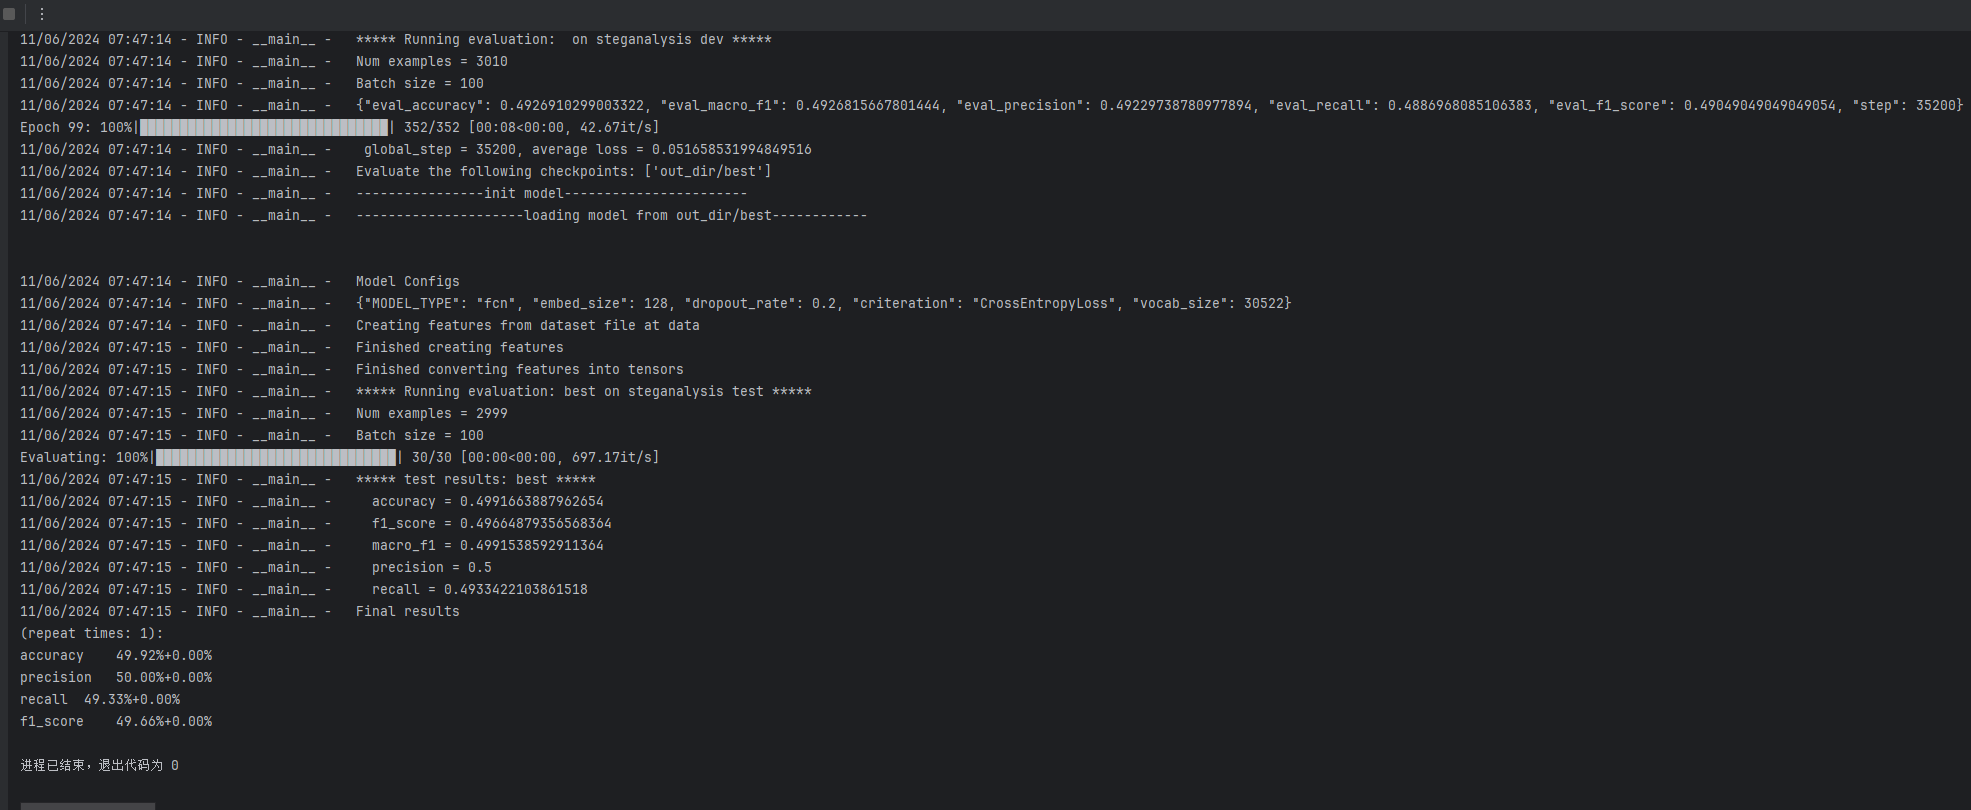 11/06/2024 07:47:14 - INFO - __main__ -   ***** Running evaluation:  on steganalysis dev *****
11/06/2024 07:47:14 - INFO - __main__ -   Num examples = 3010
11/06/2024 07:47:14 - INFO - __main__ -   Batch size = 100
11/06/2024 07:47:14 - INFO - __main__ -   {"eval_accuracy": 0.4926910299003322, "eval_macro_f1": 0.4926815667801444, "eval_precision": 0.49229738780977894, "eval_recall": 0.4886968085106383, "eval_f1_score": 0.49049049049049054, "step": 35200}
Epoch 99: 100%|██████████| 352/352 [00:08<00:00, 42.67it/s]
11/06/2024 07:47:14 - INFO - __main__ -    global_step = 35200, average loss = 0.051658531994849516
11/06/2024 07:47:14 - INFO - __main__ -   Evaluate the following checkpoints: ['out_dir/best']
11/06/2024 07:47:14 - INFO - __main__ -   ----------------init model-----------------------
11/06/2024 07:47:14 - INFO - __main__ -   ---------------------loading model from out_dir/best------------
11/06/2024 07:47:14 - INFO - __main__ -   Model Configs
11/06/2024 07:47:14 - INFO - __main__ -   {"MODEL_TYPE": "fcn", "embed_size": 128, "dropout_rate": 0.2, "criteration": "CrossEntropyLoss", "vocab_size": 30522}
11/06/2024 07:47:14 - INFO - __main__ -   Creating features from dataset file at data
11/06/2024 07:47:15 - INFO - __main__ -   Finished creating features
11/06/2024 07:47:15 - INFO - __main__ -   Finished converting features into tensors
11/06/2024 07:47:15 - INFO - __main__ -   ***** Running evaluation: best on steganalysis test *****
11/06/2024 07:47:15 - INFO - __main__ -   Num examples = 2999
11/06/2024 07:47:15 - INFO - __main__ -   Batch size = 100
Evaluating: 100%|██████████| 30/30 [00:00<00:00, 697.17it/s]
11/06/2024 07:47:15 - INFO - __main__ -   ***** test results: best *****
11/06/2024 07:47:15 - INFO - __main__ -     accuracy = 0.4991663887962654
11/06/2024 07:47:15 - INFO - __main__ -     f1_score = 0.49664879356568364
11/06/2024 07:47:15 - INFO - __main__ -     macro_f1 = 0.4991538592911364
11/06/2024 07:47:15 - INFO - __main__ -     precision = 0.5
11/06/2024 07:47:15 - INFO - __main__ -     recall = 0.4933422103861518
11/06/2024 07:47:15 - INFO - __main__ -   Final results
(repeat times: 1):
accuracy    49.92%+0.00%
precision   50.00%+0.00%
recall  49.33%+0.00%
f1_score    49.66%+0.00%
进程已结束，退出代码为 0